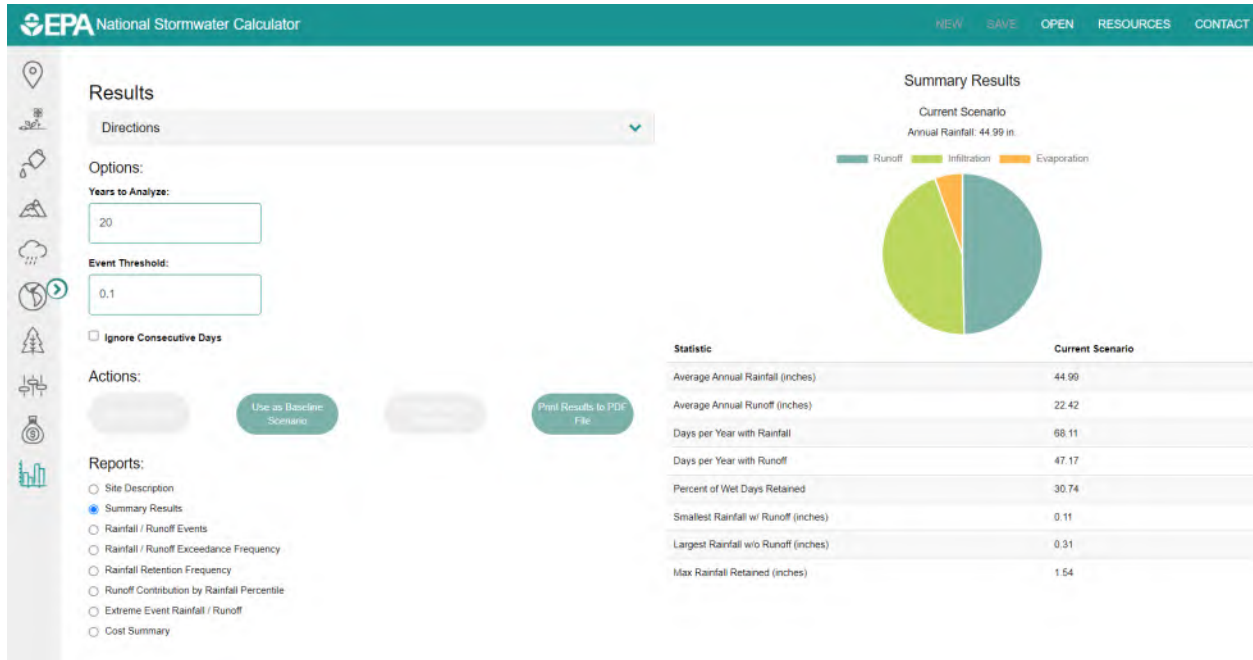 EPA National Stormwater Calculator
NEW SAVE OPEN RESOURCES CONTACT
Results
Directions
Options:
Years to Analyze:
20
Event Threshold:
0.1
Ignore Consecutive Days
Actions:
Use as Baseline
Scenario
Print Results to PDF
File
Reports:
Site Description
Summary Results
Rainfall / Runoff Events
Rainfall / Runoff Exceedance Frequency
Rainfall Retention Frequency
Runoff Contribution by Rainfall Percentile
Extreme Event Rainfall / Runoff
Cost Summary
Summary Results
Current Scenario
Annual Rainfall: 44.99 in.
Runoff Infiltration Evaporation
Statistic Current Scenario
Average Annual Rainfall (inches) 44.99
Average Annual Runoff (inches) 22.42
Days per Year with Rainfall 68.11
Days per Year with Runoff 47.17
Percent of Wet Days Retained 30.74
Smallest Rainfall w/ Runoff (inches) 0.11
Largest Rainfall w/o Runoff (inches) 0.31
Max Rainfall Retained (inches) 1.54